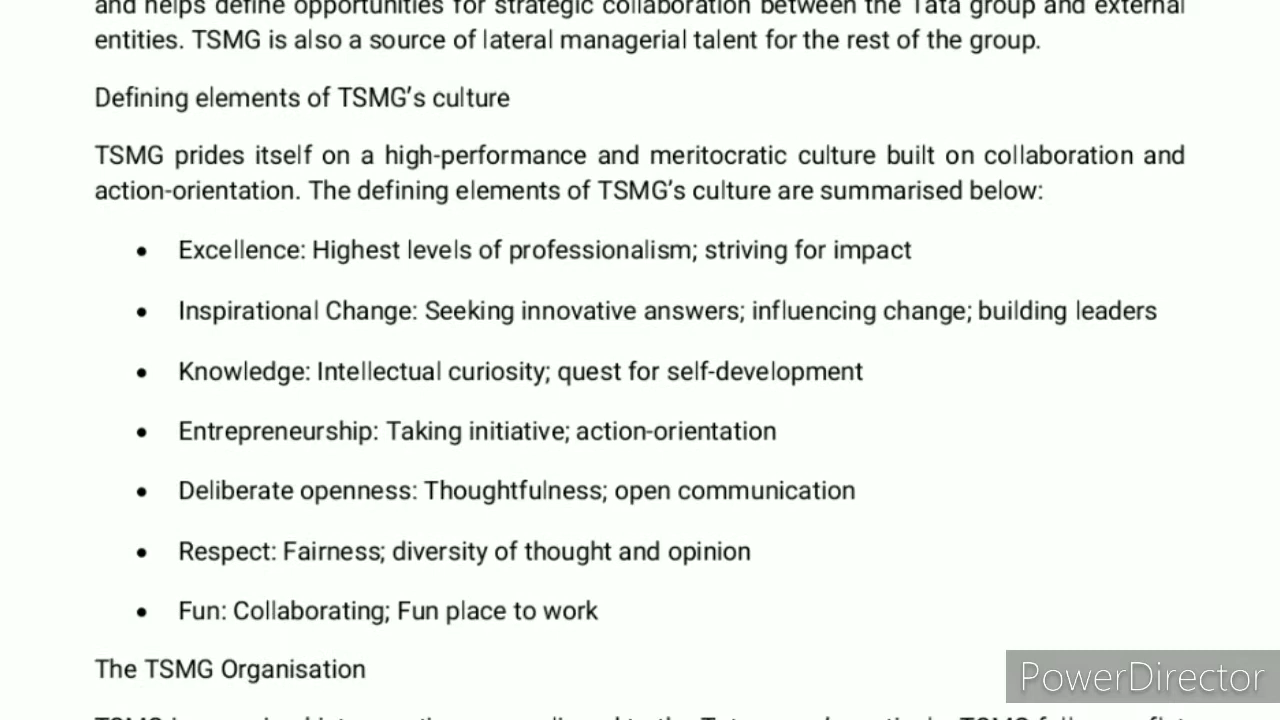 and helps define opportunities for strategic collaboration between the Tata group and external
entities. TSMG is also a source of lateral managerial talent for the rest of the group.
Defining elements of TSMG’s culture
TSMG prides itself on a high-performance and meritocratic culture built on collaboration and
action-orientation. The defining elements of TSMG’s culture are summarised below:
• Excellence: Highest levels of professionalism; striving for impact
• Inspirational Change: Seeking innovative answers; influencing change; building leaders
• Knowledge: Intellectual curiosity; quest for self-development
• Entrepreneurship: Taking initiative; action-orientation
• Deliberate openness: Thoughtfulness; open communication
• Respect: Fairness; diversity of thought and opinion
• Fun: Collaborating; Fun place to work
The TSMG Organisation
PowerDirector